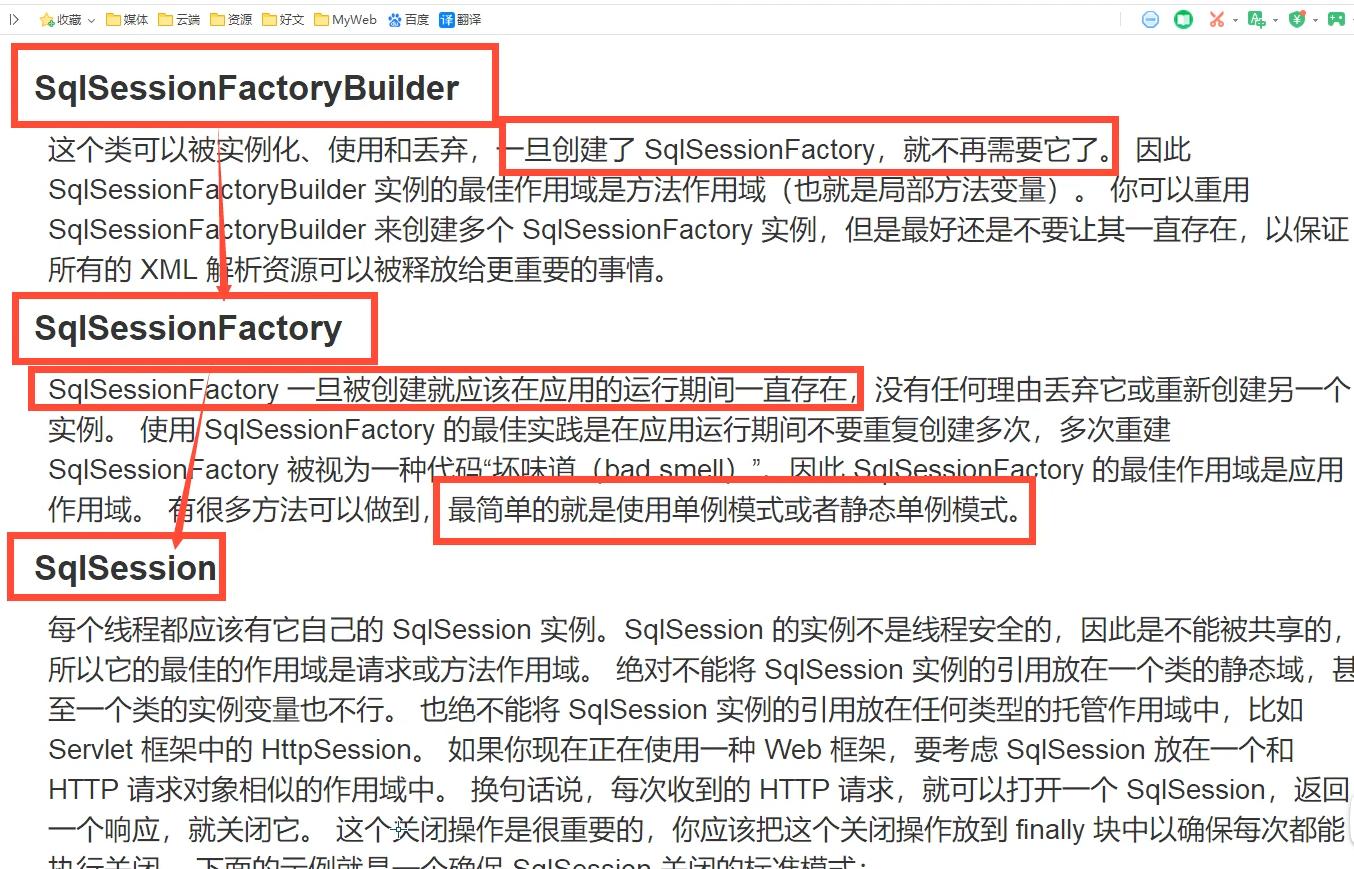 收藏 媒体 云端 资源 好文 MyWeb 百度 译 翻译
SqlSessionFactoryBuilder
这个类可以被实例化、使用和丢弃，一旦创建了 SqlSessionFactory，就不再需要它了。 因此
SqlSessionFactoryBuilder 实例的最佳作用域是方法作用域（也就是局部方法变量）。 你可以重用
SqlSessionFactoryBuilder 来创建多个 SqlSessionFactory 实例，但是最好还是不要让其一直存在，以保证
所有的 XML 解析资源可以被释放给更重要的事情。
SqlSessionFactory
SqlSessionFactory 一旦被创建就应该在应用的运行期间一直存在，没有任何理由丢弃它或重新创建另一个
实例。 使用 SqlSessionFactory 的最佳实践是在应用运行期间不要重复创建多次，多次重建
SqlSessionFactory 被视为一种代码“坏味道（bad smell）”。因此 SqlSessionFactory 的最佳作用域是应用
作用域。 有很多方法可以做到，最简单的就是使用单例模式或者静态单例模式。
SqlSession
每个线程都应该有它自己的 SqlSession 实例。SqlSession 的实例不是线程安全的，因此是不能被共享的，
所以它的最佳的作用域是请求或方法作用域。 绝对不能将 SqlSession 实例的引用放在一个类的静态域，甚
至一个类的实例变量也不行。 也绝不能将 SqlSession 实例的引用放在任何类型的托管作用域中，比如
Servlet 框架中的 HttpSession。 如果你现在正在使用一种 Web 框架，要考虑 SqlSession 放在一个和
HTTP 请求对象相似的作用域中。 换句话说，每次收到的 HTTP 请求，就可以打开一个 SqlSession，返回
一个响应，就关闭它。 这个关闭操作是很重要的，你应该把这个关闭操作放到 finally 块中以确保每次都能
执行关闭。 下面的示例就是一个确保 SqlSession 关闭的标准模式：